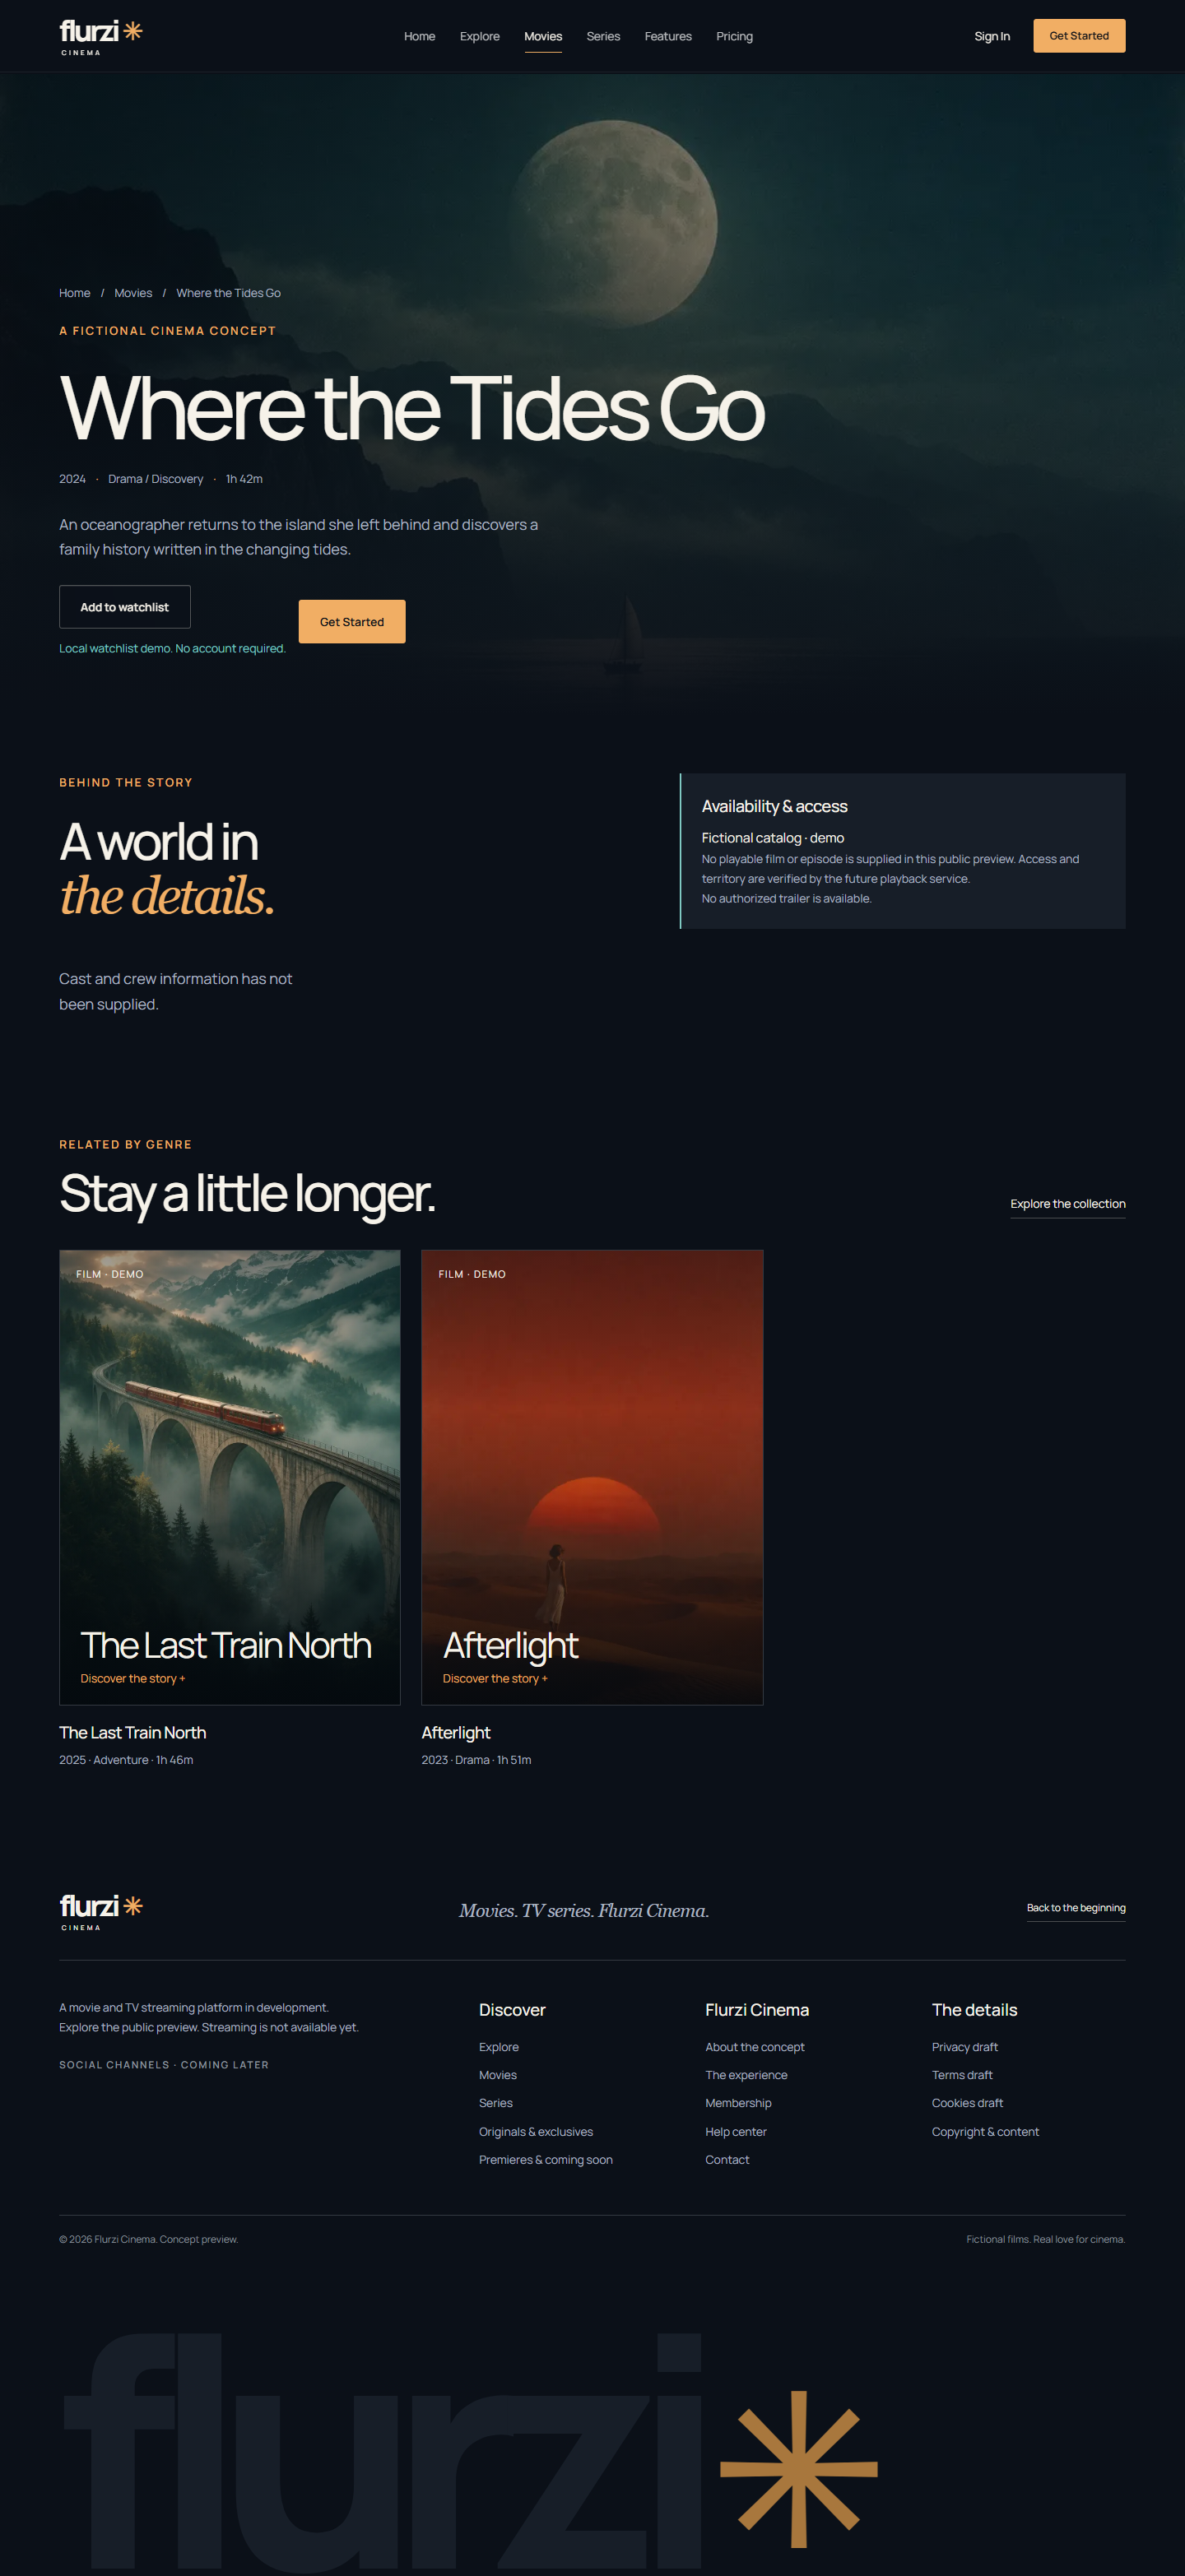 flurzi
CINEMA
Home Explore Movies Series Features Pricing
Sign In
Get Started
Home / Movies / Where the Tides Go
A FICTIONAL CINEMA CONCEPT
Where the Tides Go
2024 · Drama / Discovery · 1h 42m
An oceanographer returns to the island she left behind and discovers a
family history written in the changing tides.
Add to watchlist
Get Started
Local watchlist demo. No account required.
BEHIND THE STORY
A world in
the details.
Cast and crew information has not
been supplied.
Availability & access
Fictional catalog · demo
No playable film or episode is supplied in this public preview. Access and
territory are verified by the future playback service.
No authorized trailer is available.
RELATED BY GENRE
Stay a little longer.
Explore the collection
FILM · DEMO
The Last Train North
Discover the story +
The Last Train North
2025 · Adventure · 1h 46m
FILM · DEMO
Afterlight
Discover the story +
Afterlight
2023 · Drama · 1h 51m
flurzi
CINEMA
Movies. TV series. Flurzi Cinema.
Back to the beginning
A movie and TV streaming platform in development.
Explore the public preview. Streaming is not available yet.
SOCIAL CHANNELS · COMING LATER
Discover
Explore
Movies
Series
Originals & exclusives
Premieres & coming soon
Flurzi Cinema
About the concept
The experience
Membership
Help center
Contact
The details
Privacy draft
Terms draft
Cookies draft
Copyright & content
© 2026 Flurzi Cinema. Concept preview.
Fictional films. Real love for cinema.
flurzi